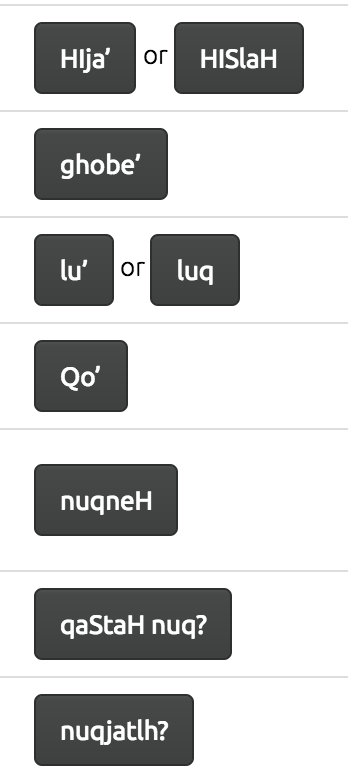 HIja’ or HISlaH
ghobe’
lu’ or luq
Qo’
nuqneH
qaStaH nuq?
nuqjatlh?